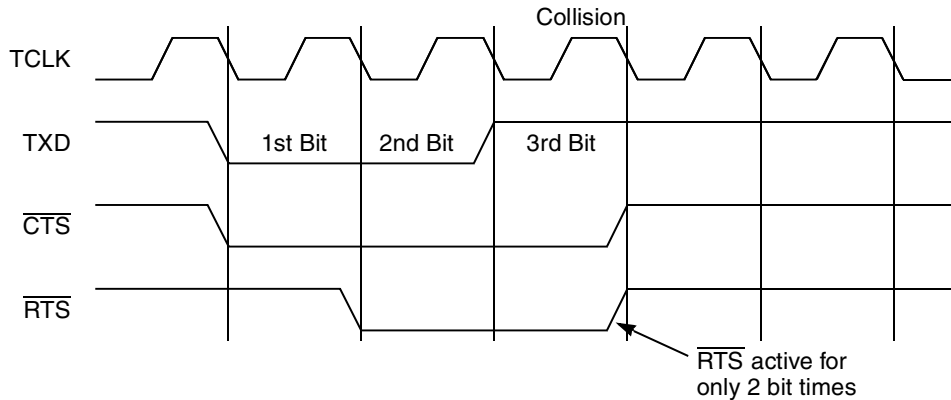 Collision
TCLK
TXD
1st Bit
2nd Bit
3rd Bit
CTS
RTS
RTS active for
only 2 bit times